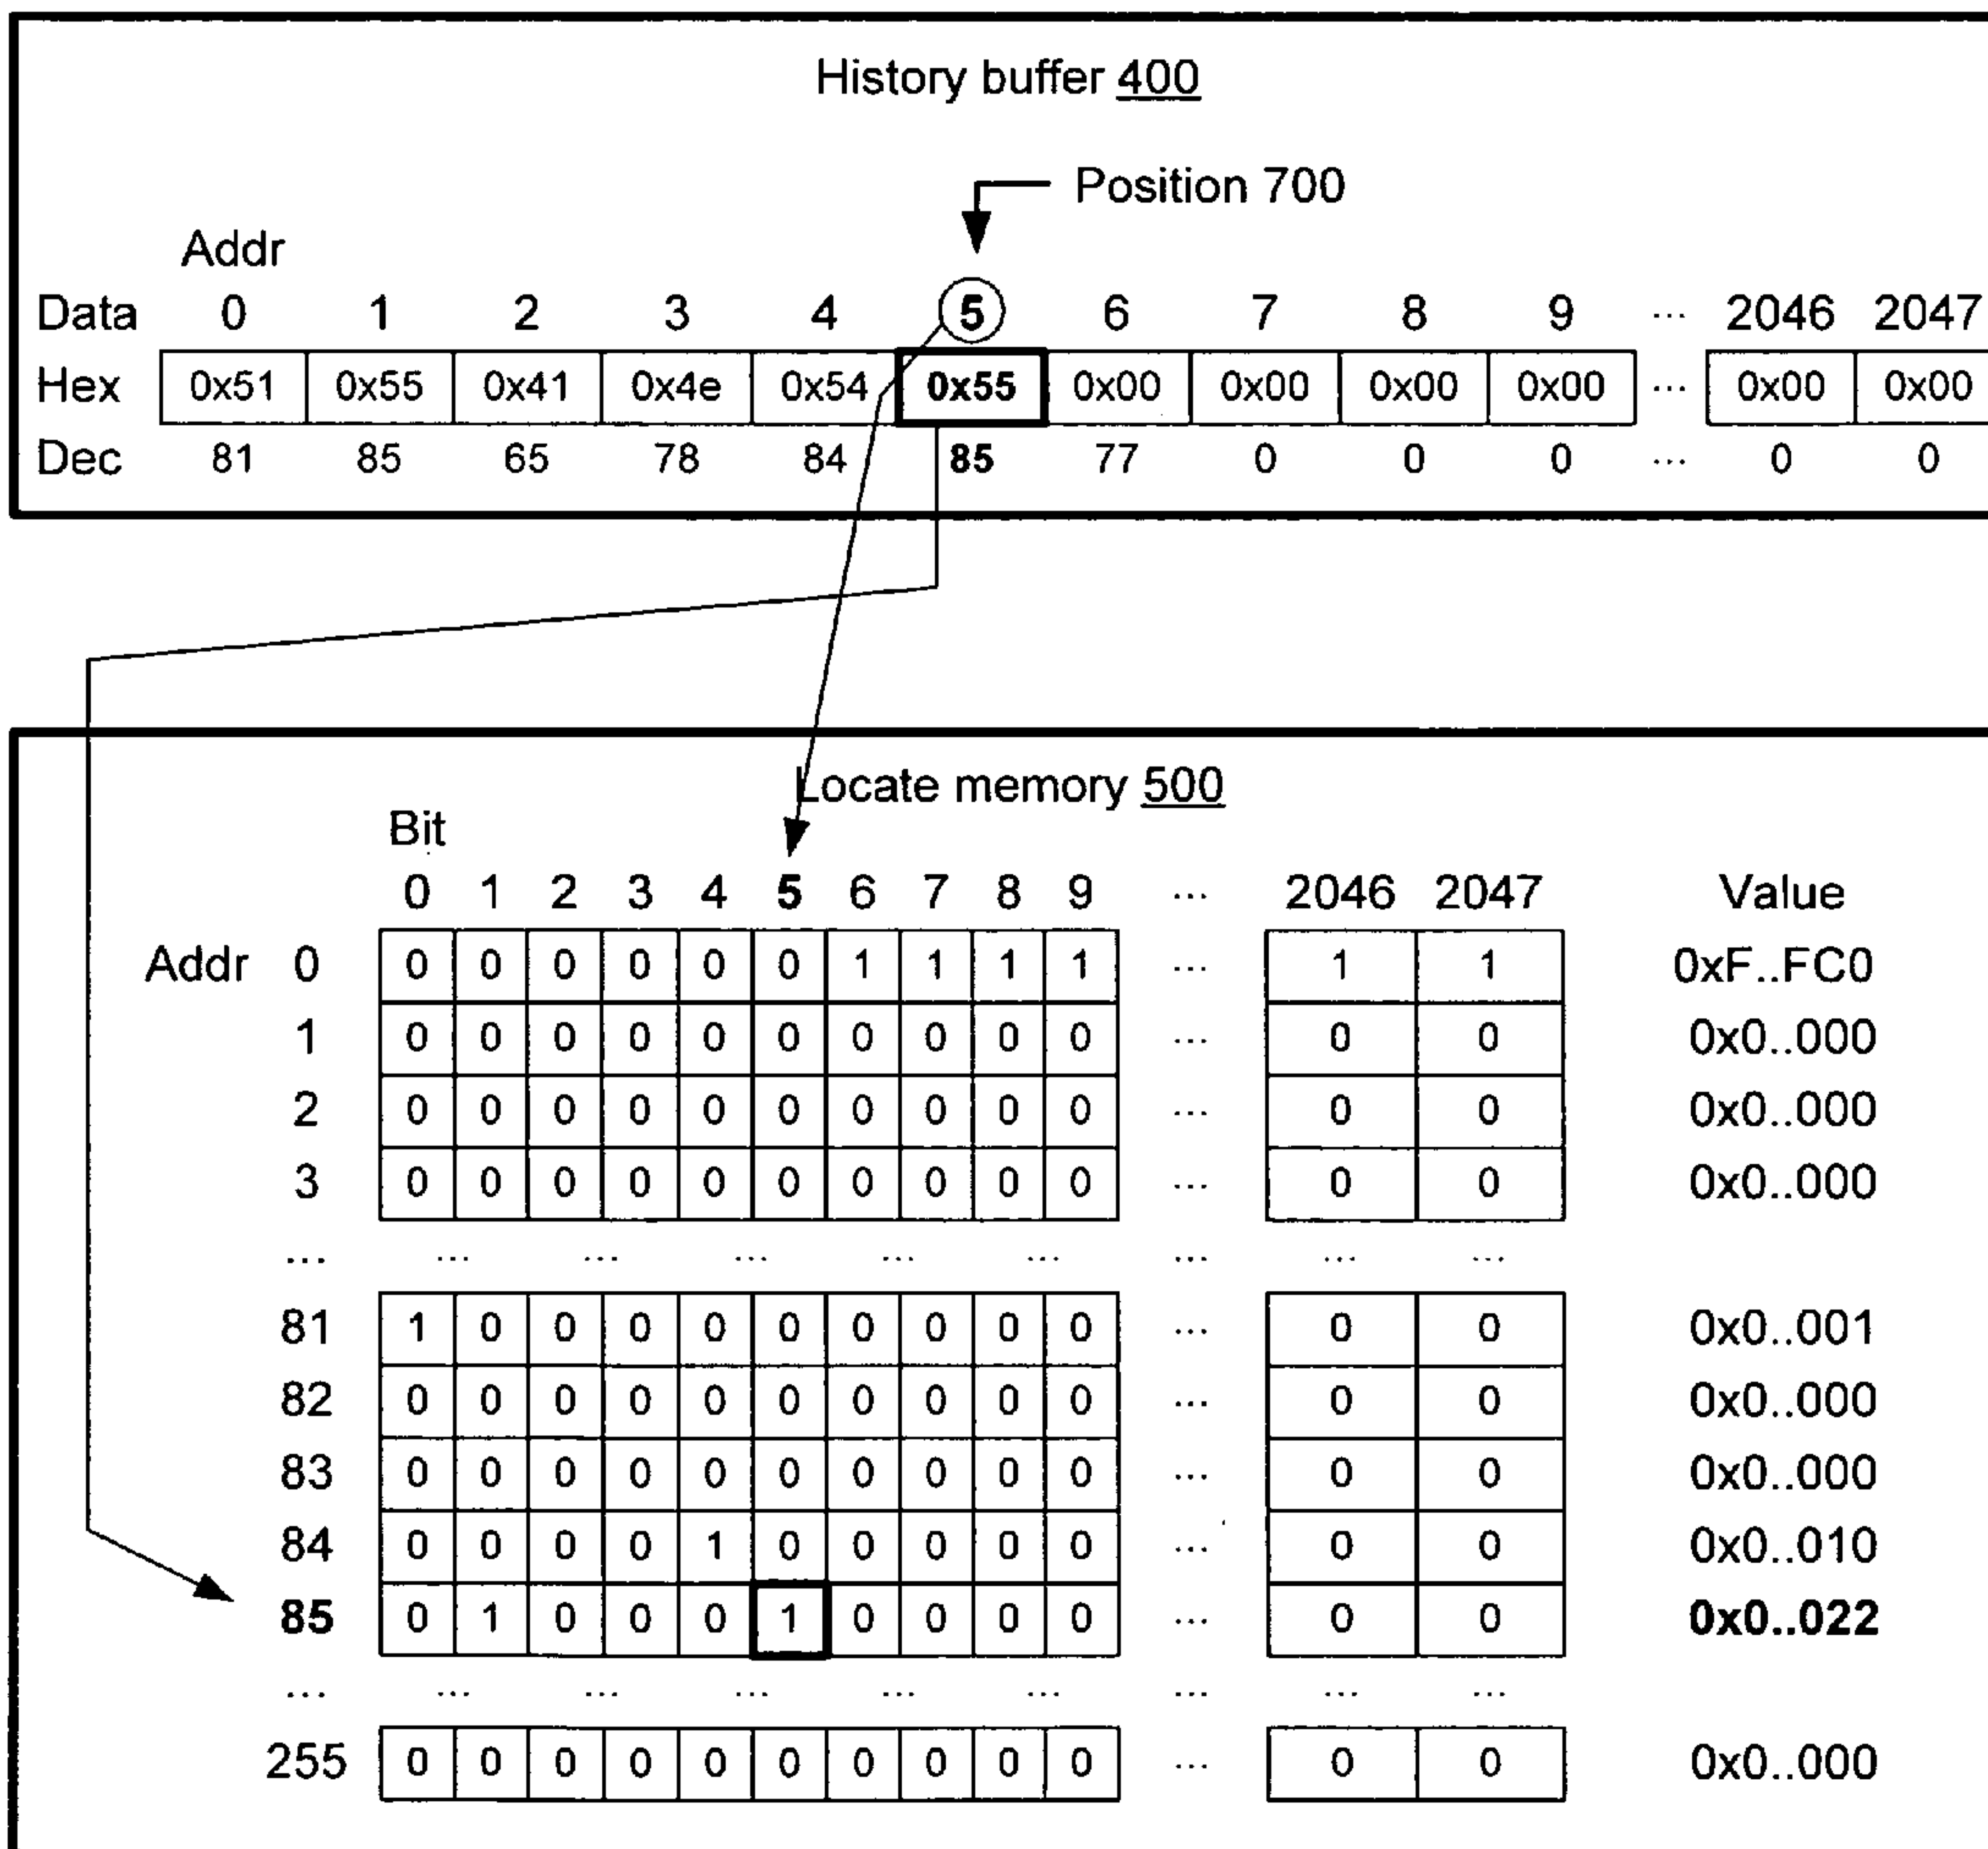 History buffer 400
Position 700
Addr
Data 0 1 2 3 4 5 6 7 8 9 ... 2046 2047
Hex 0x51 0x55 0x41 0x4e 0x54 0x55 0x00 0x00 0x00 0x00 ... 0x00 0x00
Dec 81 85 65 78 84 85 77 0 0 0 ... 0 0
Locate memory 500
Bit
0 1 2 3 4 5 6 7 8 9 ... 2046 2047 Value
Addr 0 0 0 0 0 0 0 1 1 1 1 ... 1 1 0xF..FC0
1 0 0 0 0 0 0 0 0 0 0 ... 0 0 0x0..000
2 0 0 0 0 0 0 0 0 0 0 ... 0 0 0x0..000
3 0 0 0 0 0 0 0 0 0 0 ... 0 0 0x0..000
... ... ... ... ... ... ... ... ...
81 1 0 0 0 0 0 0 0 0 0 ... 0 0 0x0..001
82 0 0 0 0 0 0 0 0 0 0 ... 0 0 0x0..000
83 0 0 0 0 0 0 0 0 0 0 ... 0 0 0x0..000
84 0 0 0 0 1 0 0 0 0 0 ... 0 0 0x0..010
85 0 1 0 0 0 1 0 0 0 0 ... 0 0 0x0..022
... ... ... ... ... ... ... ... ...
255 0 0 0 0 0 0 0 0 0 0 ... 0 0 0x0..000